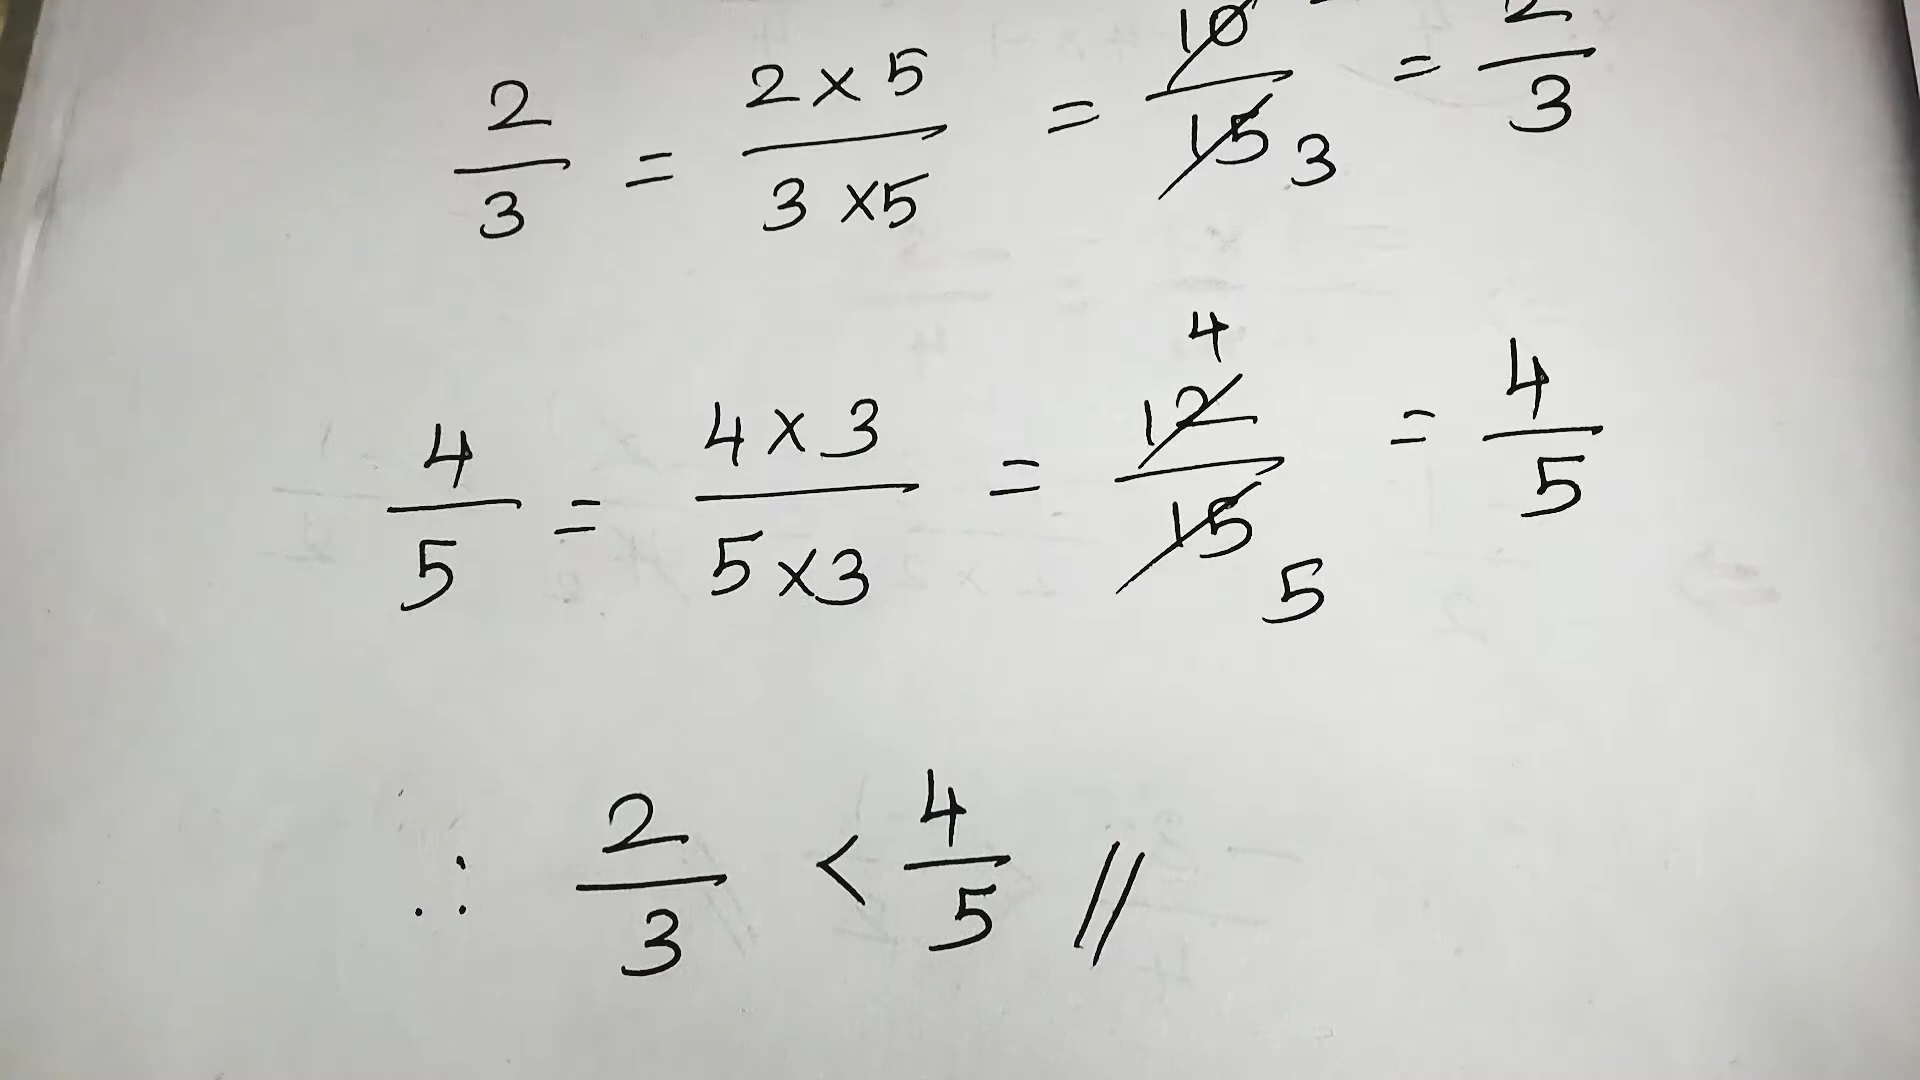 2/3 = 2 x 5 / 3 x 5 = 10/15 3 = 2/3
4/5 = 4 x 3 / 5 x 3 = 4 12/15 5 = 4/5
∴ 2/3 < 4/5 //